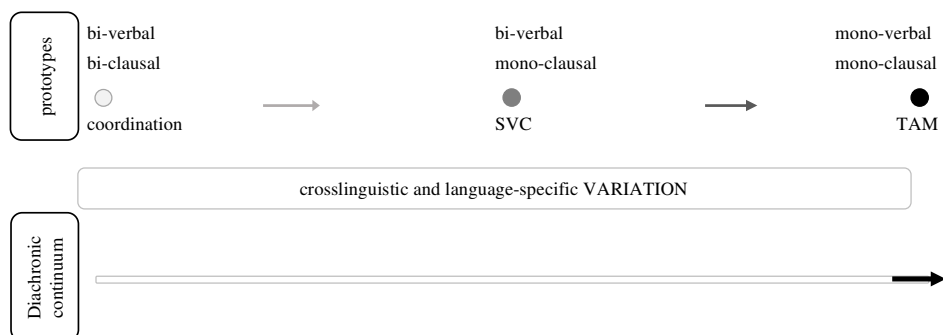 prototypes
bi-verbal
bi-clausal
coordination
bi-verbal
mono-clausal
SVC
mono-verbal
mono-clausal
TAM
crosslinguistic and language-specific VARIATION
Diachronic
continuum